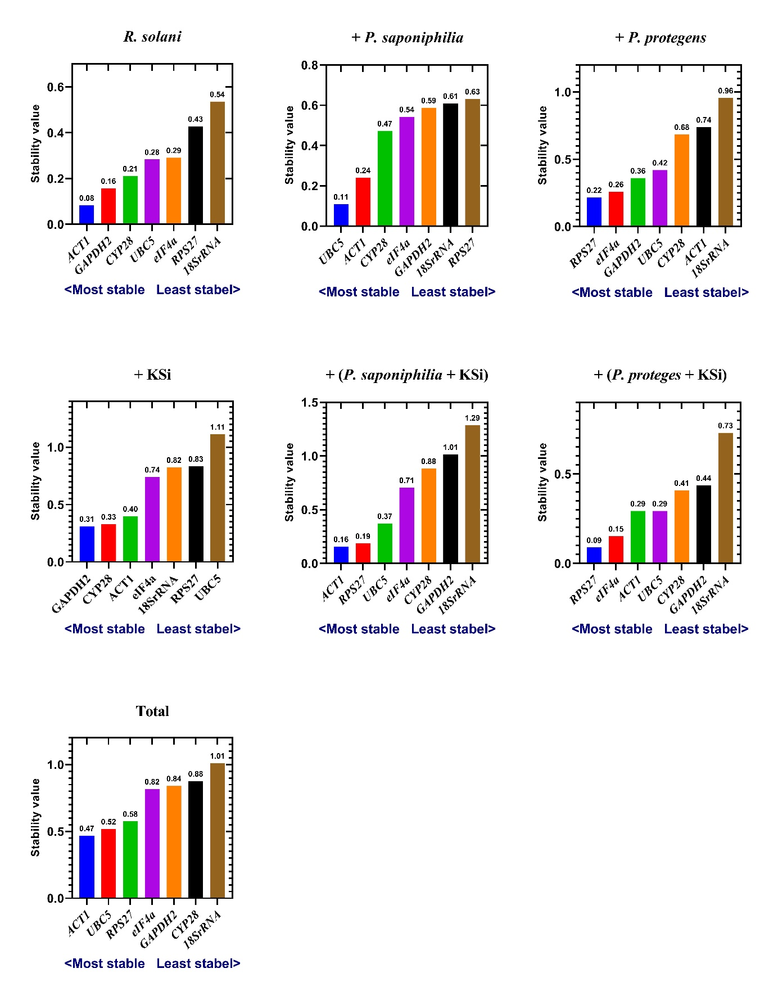 R. solani
Stability value
0.6
0.4
0.2
0.0
0.08
0.16
0.21
0.28
0.29
0.43
0.54
ACT1
GAPDH2
CYP28
UBC5
eIF4a
RPS27
18SrRNA
<Most stable Least stabel>
+ P. saponiphilia
Stability value
0.8
0.6
0.4
0.2
0.0
0.11
0.24
0.47
0.54
0.59
0.61
0.63
UBC5
ACT1
CYP28
eIF4a
GAPDH2
18SrRNA
RPS27
<Most stable Least stabel>
+ P. protegens
Stability value
1.0
0.5
0.0
0.22
0.26
0.36
0.42
0.68
0.74
0.96
RPS27
eIF4a
GAPDH2
UBC5
CYP28
ACT1
18SrRNA
<Most stable Least stabel>
+ KSi
Stability value
1.0
0.5
0.0
0.31
0.33
0.40
0.74
0.82
0.83
1.11
GAPDH2
CYP28
ACT1
eIF4a
18SrRNA
RPS27
UBC5
<Most stable Least stabel>
+ (P. saponiphilia + KSi)
Stability value
1.5
1.0
0.5
0.0
0.16
0.19
0.37
0.71
0.88
1.01
1.29
ACT1
RPS27
UBC5
eIF4a
CYP28
GAPDH2
18SrRNA
<Most stable Least stabel>
+ (P. proteges + KSi)
Stability value
0.5
0.0
0.09
0.15
0.29
0.29
0.41
0.44
0.73
RPS27
eIF4a
ACT1
UBC5
CYP28
GAPDH2
18SrRNA
<Most stable Least stabel>
Total
Stability value
1.0
0.5
0.0
0.47
0.52
0.58
0.82
0.84
0.88
1.01
ACT1
UBC5
RPS27
eIF4a
GAPDH2
CYP28
18SrRNA
<Most stable Least stabel>